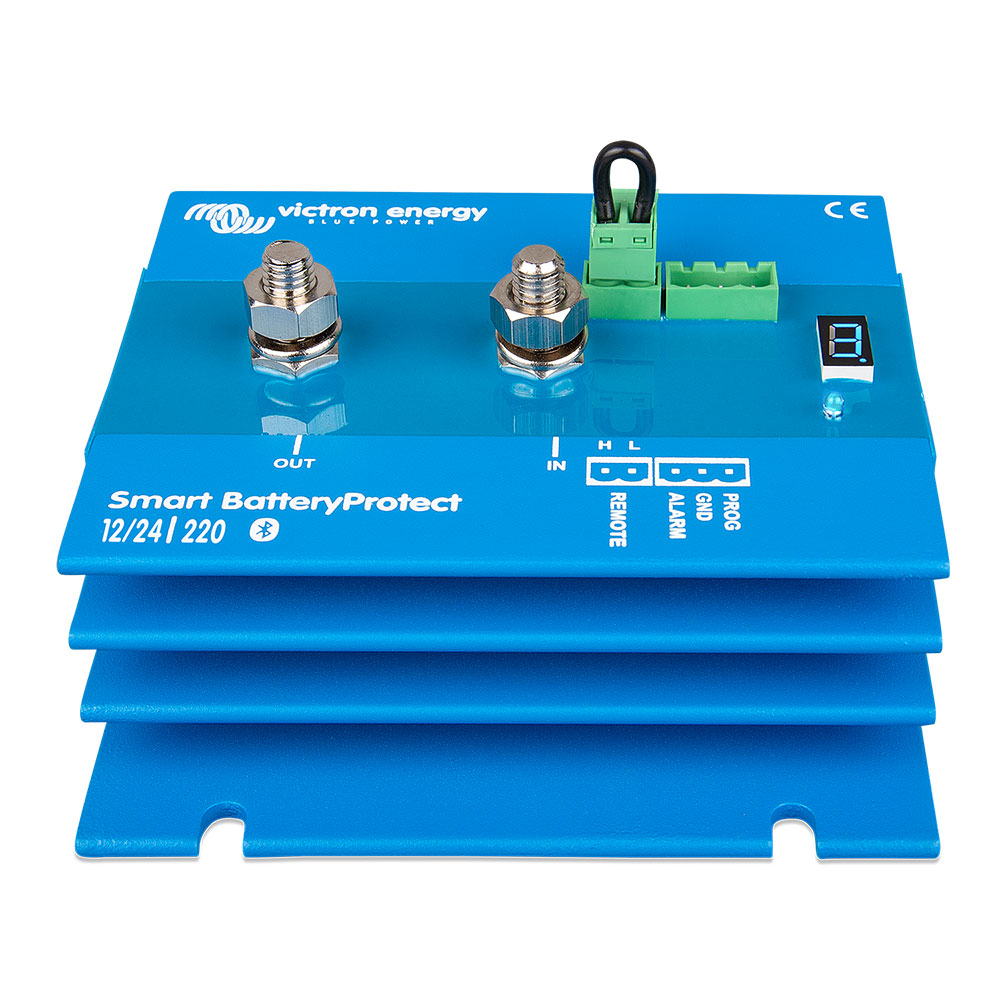 victron energy
BLUE POWER
CE
OUT
IN
H L
REMOTE
ALARM
GND
PROG
Smart BatteryProtect
12/24 | 220